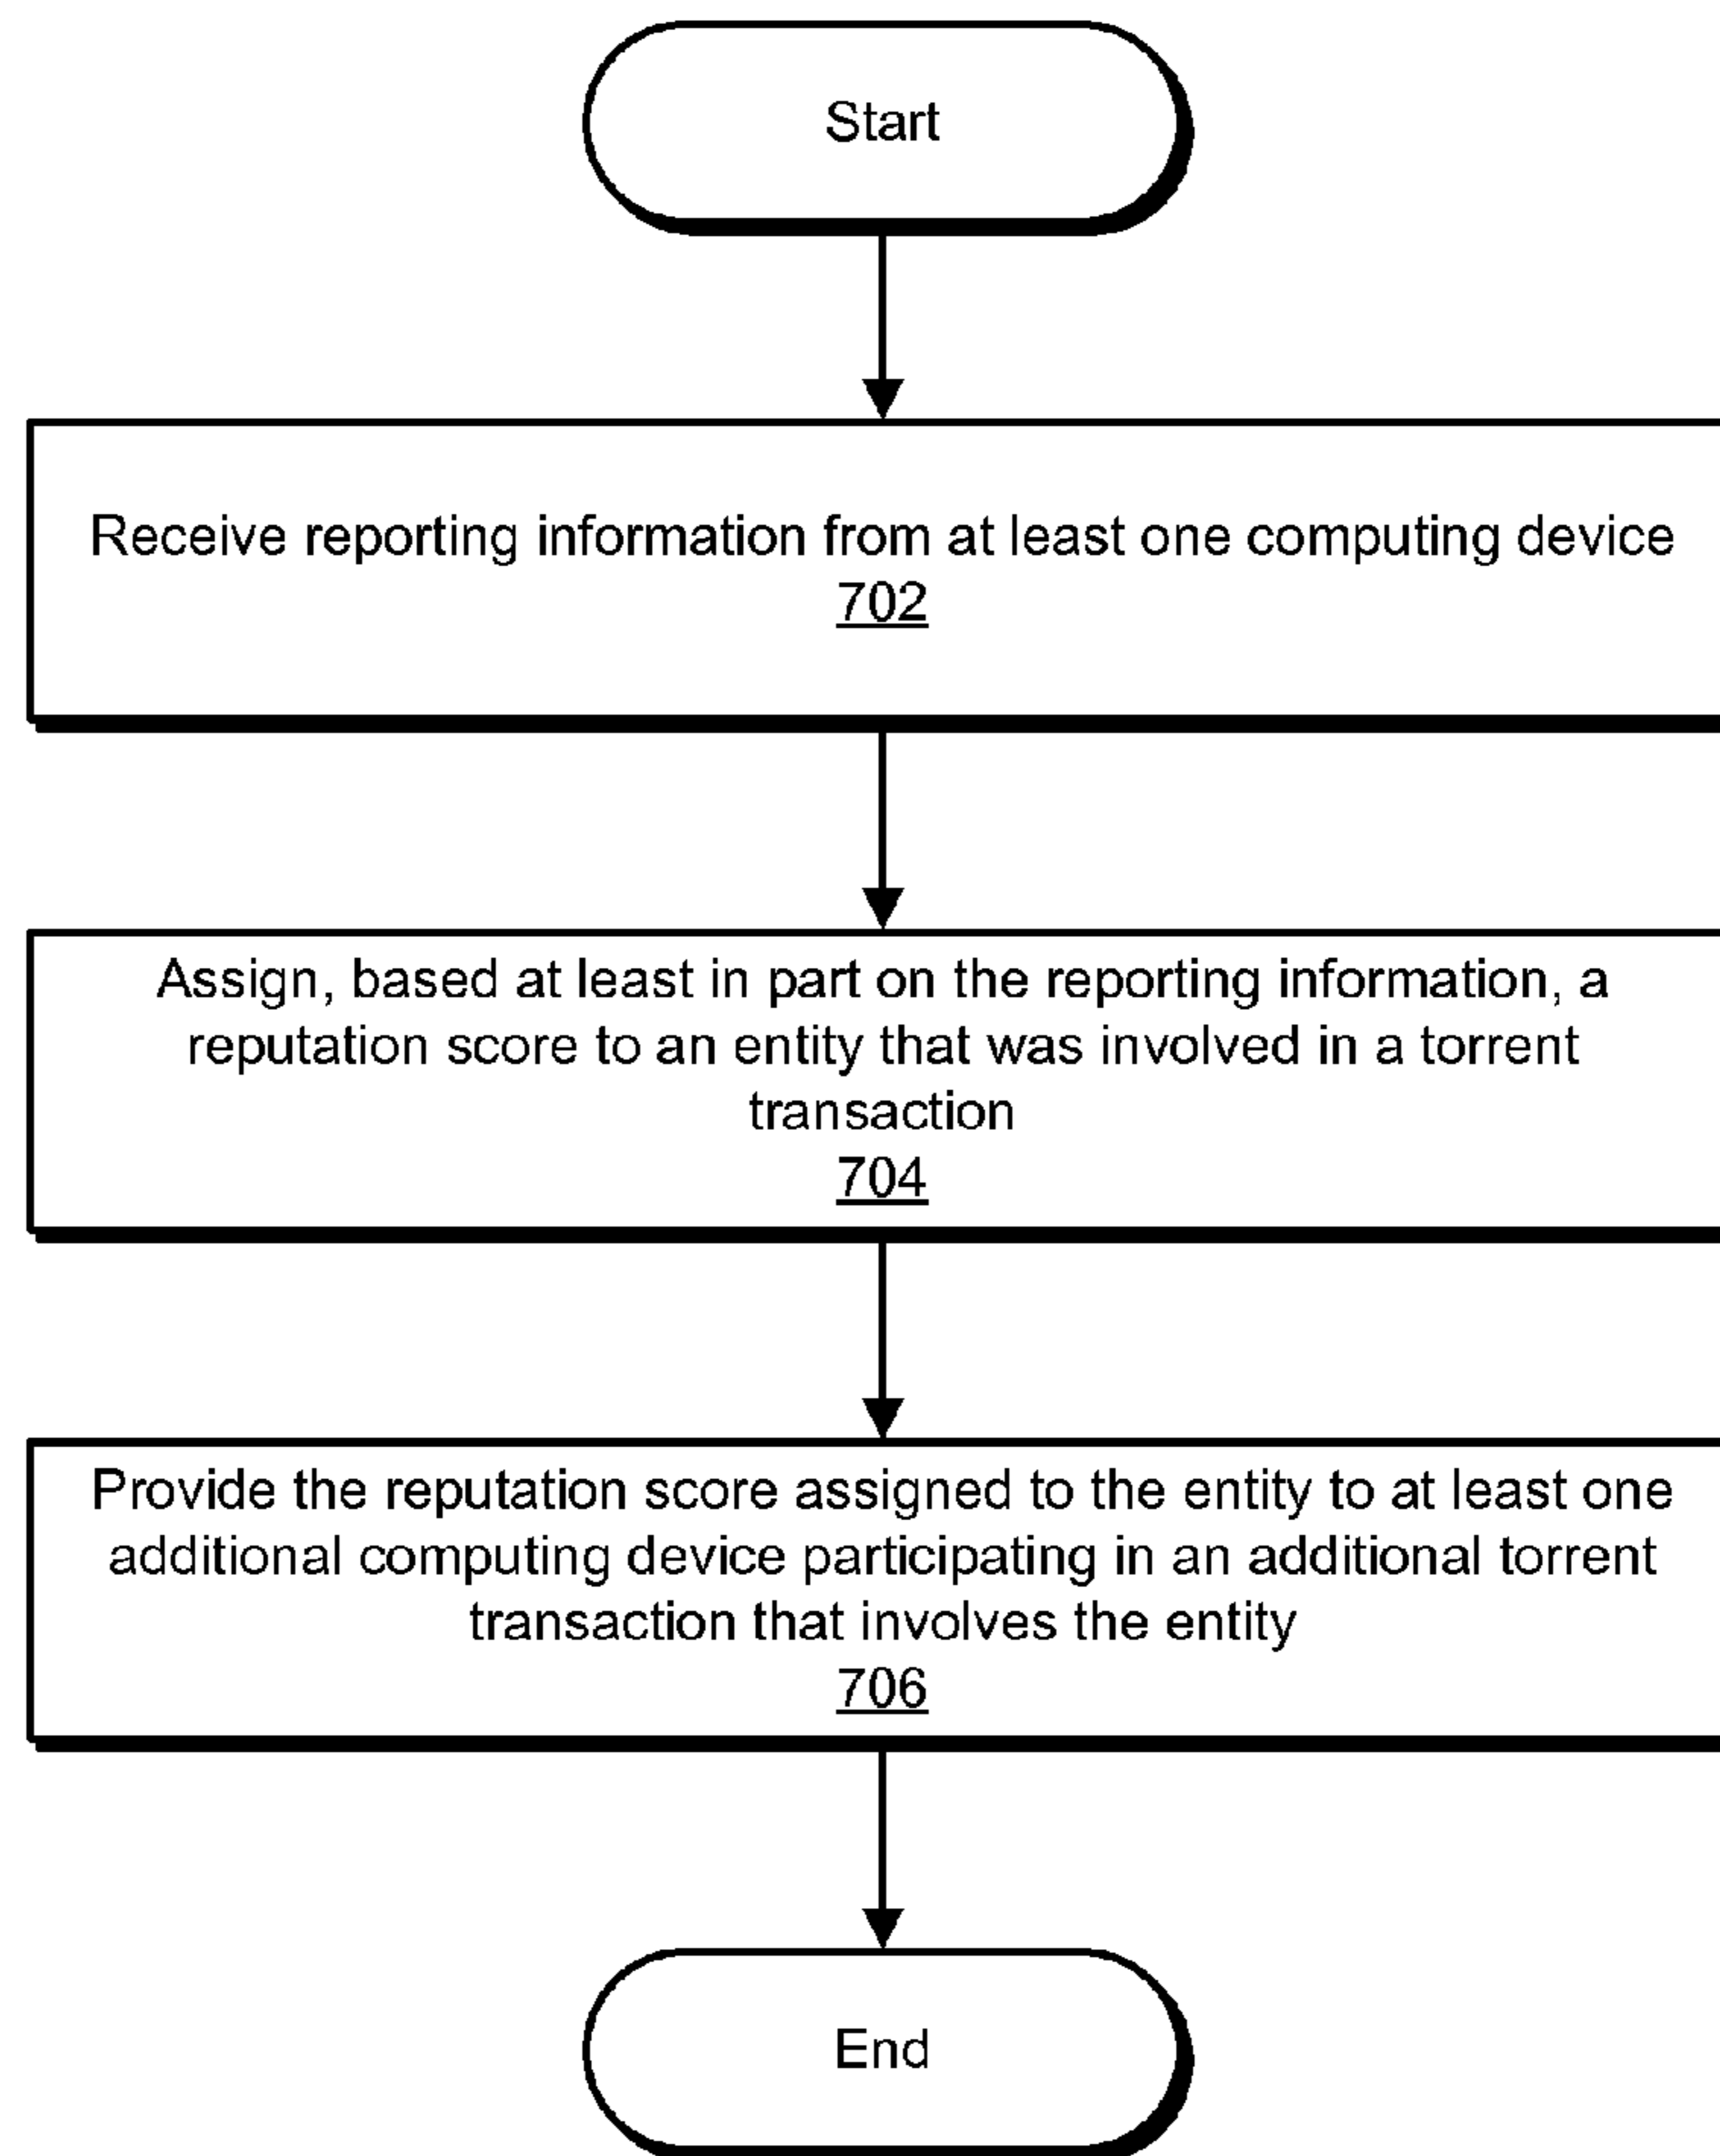 Start
Receive reporting information from at least one computing device
702
Assign, based at least in part on the reporting information, a
reputation score to an entity that was involved in a torrent
transaction
704
Provide the reputation score assigned to the entity to at least one
additional computing device participating in an additional torrent
transaction that involves the entity
706
End